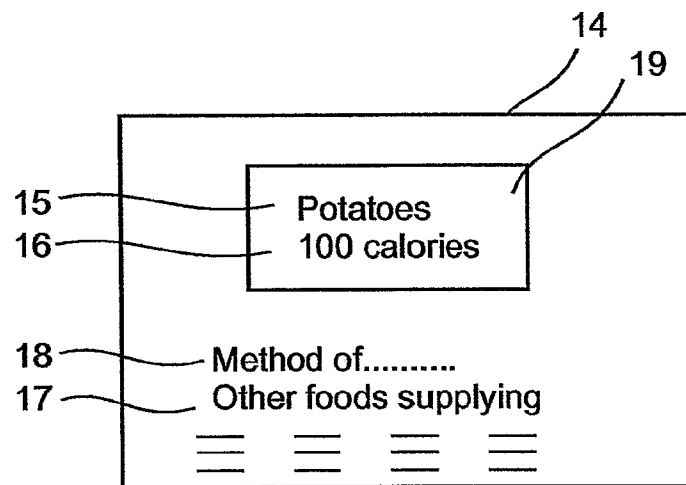 14
19
15 Potatoes
16 100 calories
18 Method of..........
17 Other foods supplying